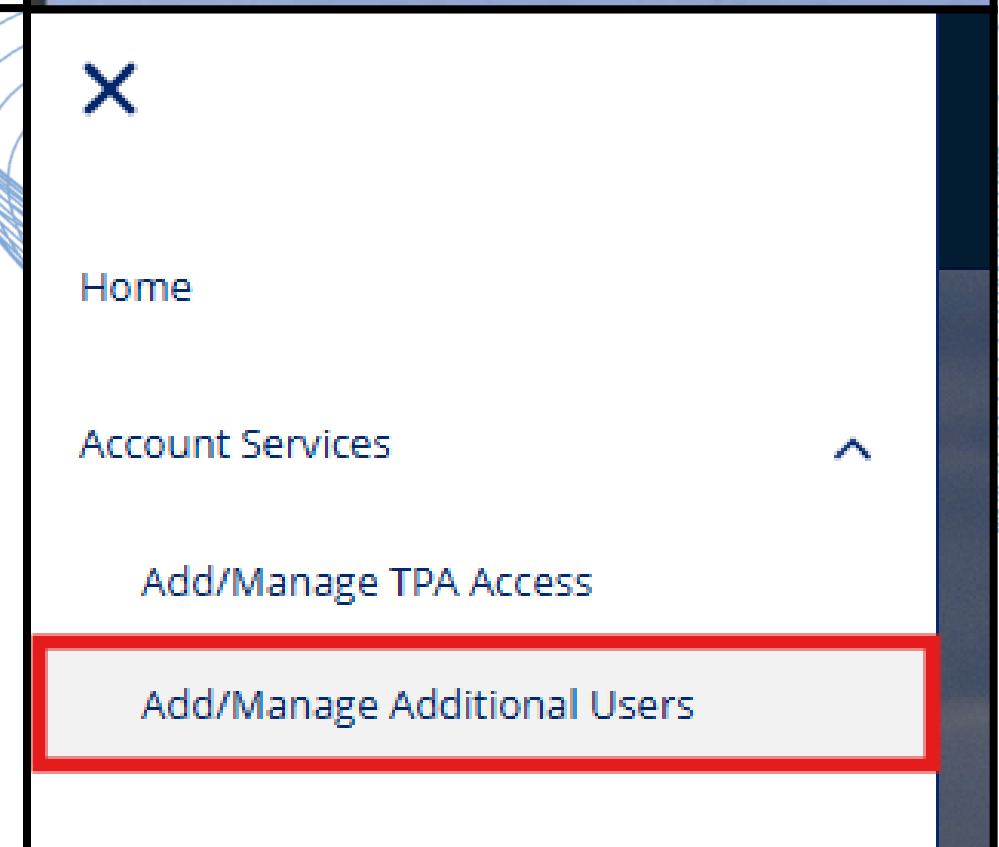 Home
Account Services
Add/Manage TPA Access
Add/Manage Additional Users